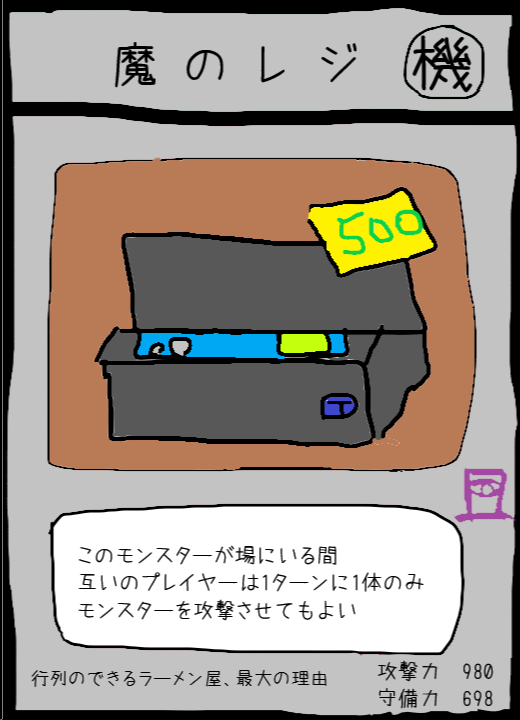 魔のレジ 機
500
このモンスターが場にいる間
互いのプレイヤーは1ターンに1体のみ
モンスターを攻撃させてもよい
行列のできるラーメン屋、最大の理由
攻撃力 980
守備力 698